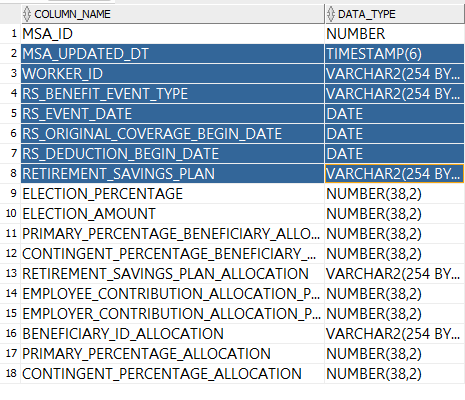 COLUMN_NAME DATA_TYPE
1 MSA_ID NUMBER
2 MSA_UPDATED_DT TIMESTAMP(6)
3 WORKER_ID VARCHAR2(254 BY...
4 RS_BENEFIT_EVENT_TYPE VARCHAR2(254 BY...
5 RS_EVENT_DATE DATE
6 RS_ORIGINAL_COVERAGE_BEGIN_DATE DATE
7 RS_DEDUCTION_BEGIN_DATE DATE
8 RETIREMENT_SAVINGS_PLAN VARCHAR2(254 BY...
9 ELECTION_PERCENTAGE NUMBER(38,2)
10 ELECTION_AMOUNT NUMBER(38,2)
11 PRIMARY_PERCENTAGE_BENEFICIARY_ALLO... NUMBER(38,2)
12 CONTINGENT_PERCENTAGE_BENEFICIARY_... NUMBER(38,2)
13 RETIREMENT_SAVINGS_PLAN_ALLOCATION VARCHAR2(254 BY...
14 EMPLOYEE_CONTRIBUTION_ALLOCATION_P... NUMBER(38,2)
15 EMPLOYER_CONTRIBUTION_ALLOCATION_P... NUMBER(38,2)
16 BENEFICIARY_ID_ALLOCATION VARCHAR2(254 BY...
17 PRIMARY_PERCENTAGE_ALLOCATION NUMBER(38,2)
18 CONTINGENT_PERCENTAGE_ALLOCATION NUMBER(38,2)